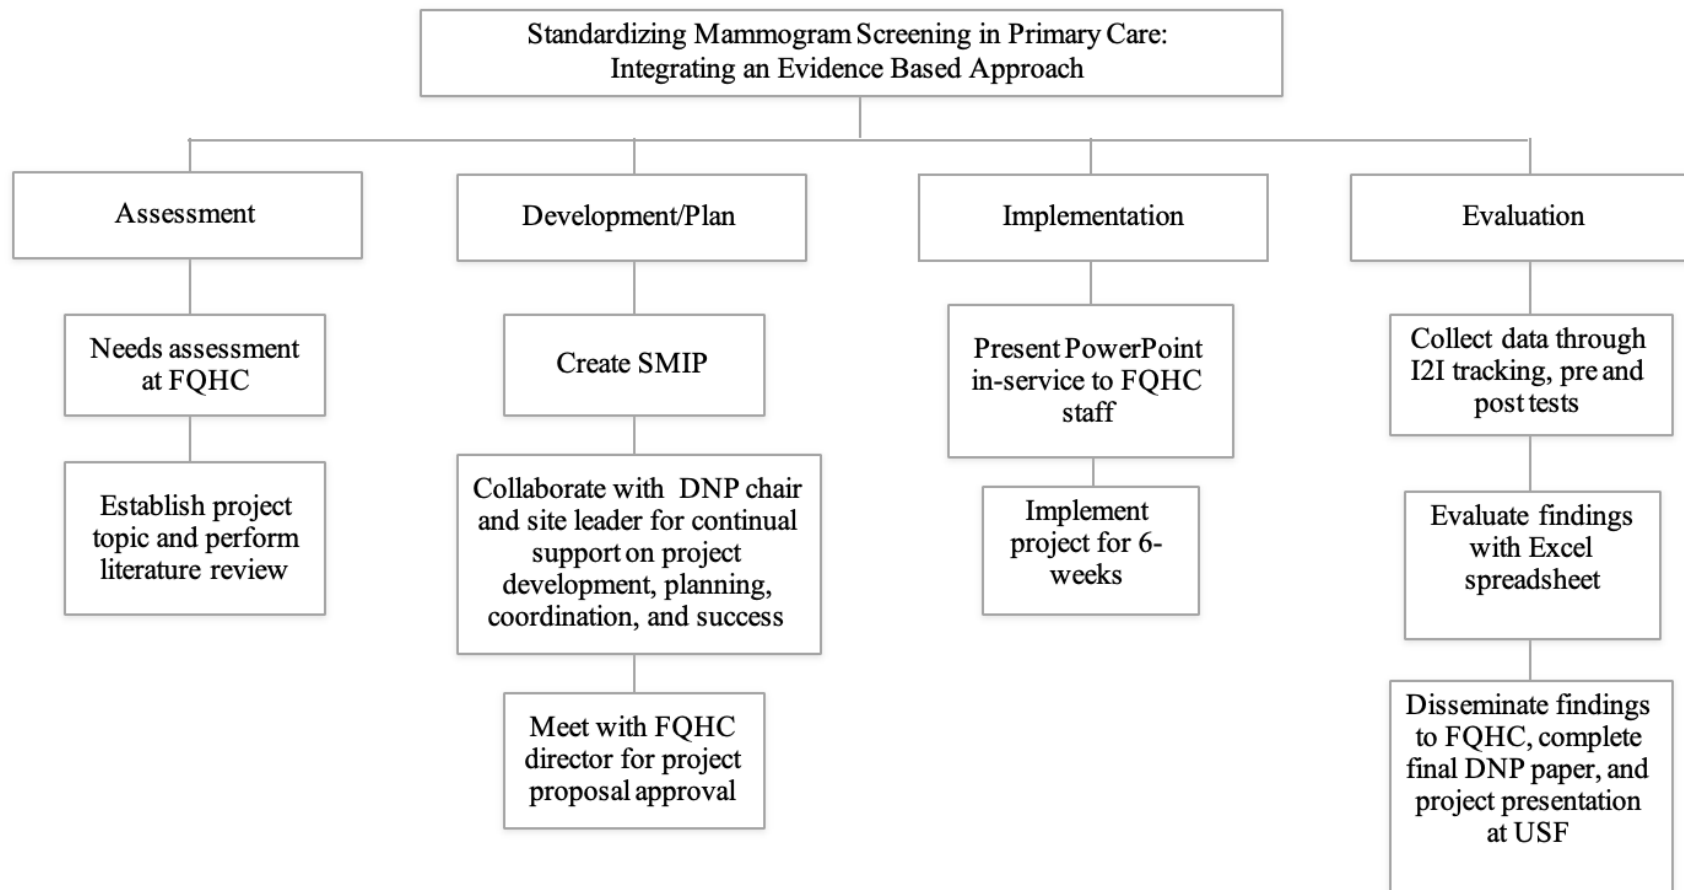 Standardizing Mammogram Screening in Primary Care:
Integrating an Evidence Based Approach
Assessment
Development/Plan
Implementation
Evaluation
Needs assessment
at FQHC
Establish project
topic and perform
literature review
Create SMIP
Collaborate with DNP chair
and site leader for continual
support on project
development, planning,
coordination, and success
Meet with FQHC
director for project
proposal approval
Present PowerPoint
in-service to FQHC
staff
Implement
project for 6-
weeks
Collect data through
I2I tracking, pre and
post tests
Evaluate findings
with Excel
spreadsheet
Disseminate findings
to FQHC, complete
final DNP paper, and
project presentation
at USF